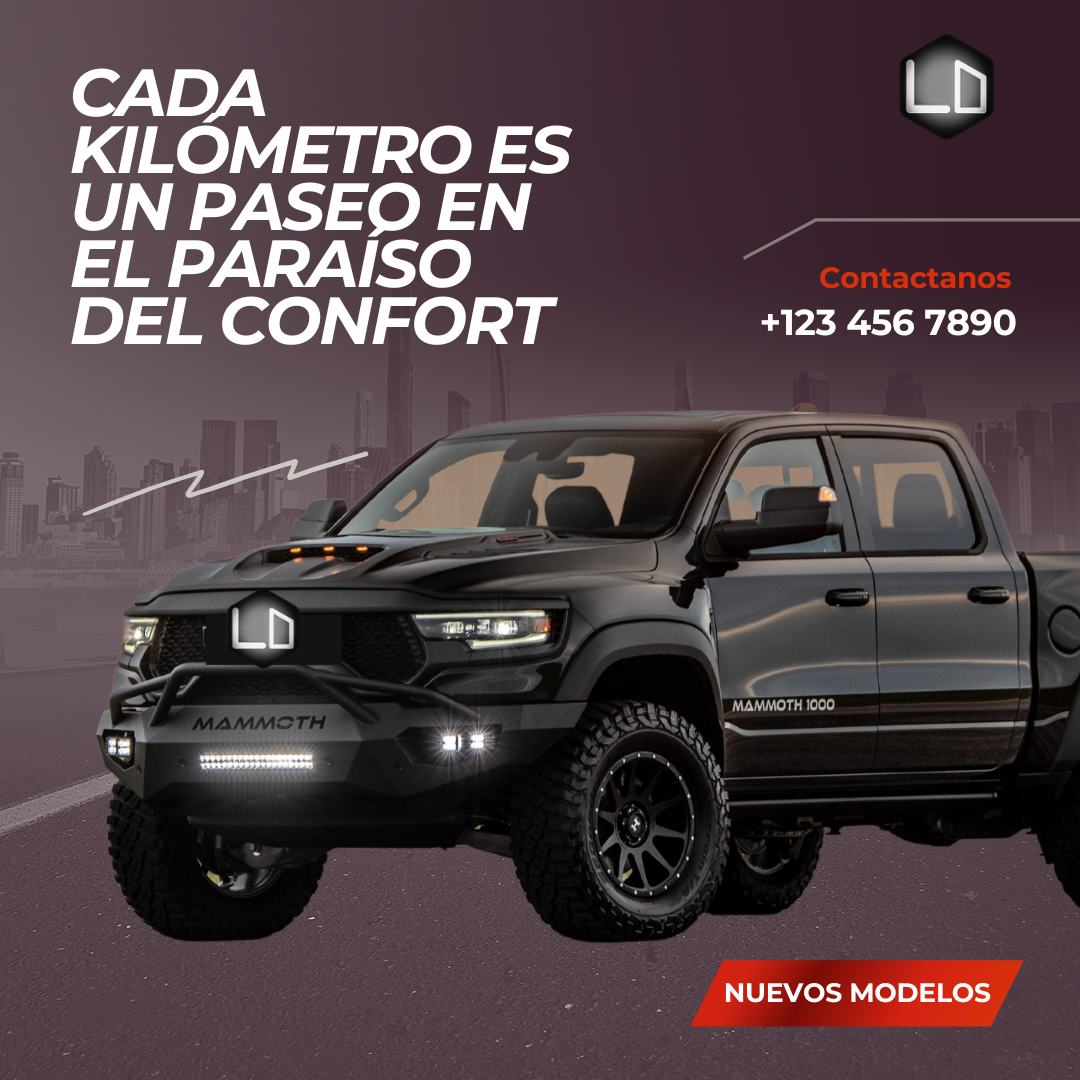 CADA
KILÓMETRO ES
UN PASEO EN
EL PARAÍSO
DEL CONFORT
LD
Contactanos
+123 456 7890
LD
MAMMOTH
MAMMOTH 1000
NUEVOS MODELOS